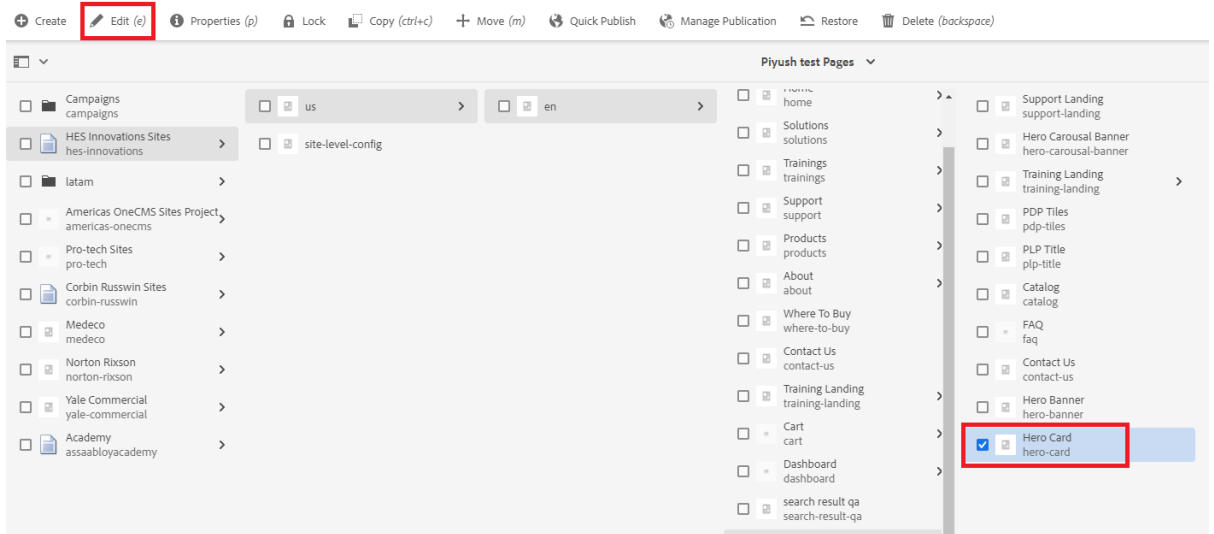 Create
Edit (e)
Properties (p)
Lock
Copy (ctrl+c)
Move (m)
Quick Publish
Manage Publication
Restore
Delete (backspace)
Piyush test Pages
Campaigns
campaigns
HES Innovations Sites
hes-innovations
latam
Americas OneCMS Sites Project
americas-onecms
Pro-tech Sites
pro-tech
Corbin Russwin Sites
corbin-russwin
Medeco
medeco
Norton Rixson
norton-rixson
Yale Commercial
yale-commercial
Academy
assaabloyacademy
us
site-level-config
en
Home
home
Solutions
solutions
Trainings
trainings
Support
support
Products
products
About
about
Where To Buy
where-to-buy
Contact Us
contact-us
Training Landing
training-landing
Cart
cart
Dashboard
dashboard
search result qa
search-result-qa
Support Landing
support-landing
Hero Carousal Banner
hero-carousal-banner
Training Landing
training-landing
PDP Tiles
pdp-tiles
PLP Title
plp-title
Catalog
catalog
FAQ
faq
Contact Us
contact-us
Hero Banner
hero-banner
Hero Card
hero-card